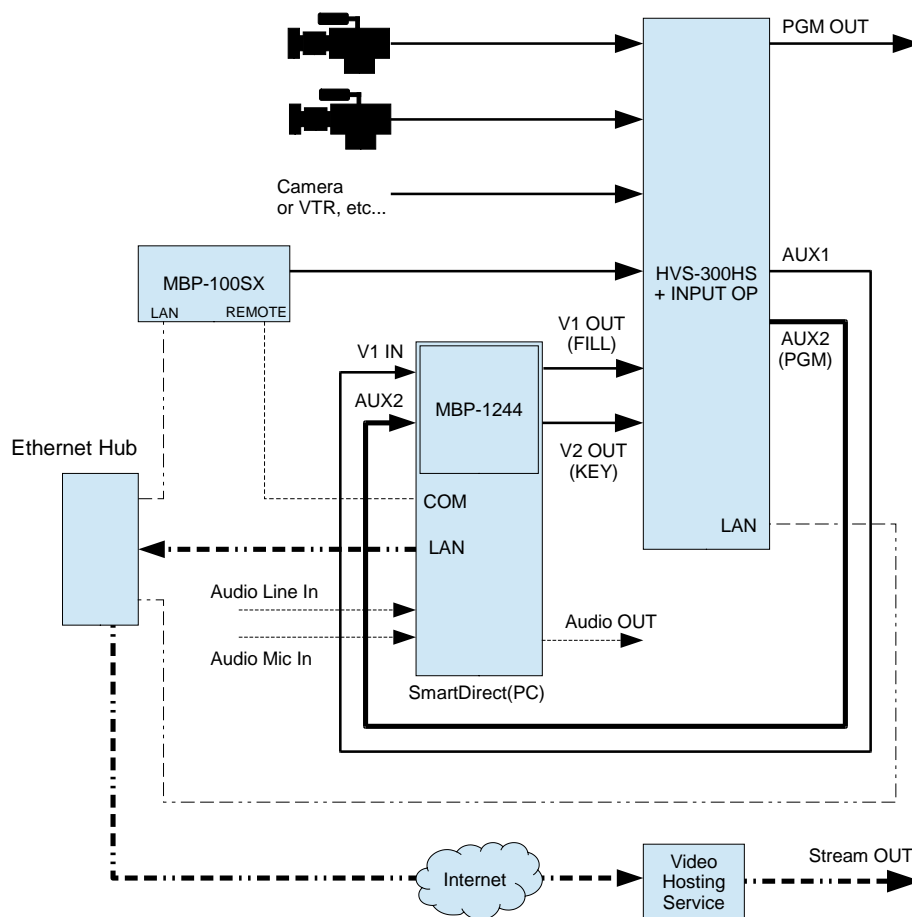 PGM OUT
Camera
or VTR, etc...
MBP-100SX
LAN
REMOTE
HVS-300HS
+ INPUT OP
AUX1
AUX2
(PGM)
V1 OUT
(FILL)
V1 IN
AUX2
MBP-1244
V2 OUT
(KEY)
Ethernet Hub
COM
LAN
LAN
Audio Line In
Audio OUT
Audio Mic In
SmartDirect(PC)
Internet
Video
Hosting
Service
Stream OUT